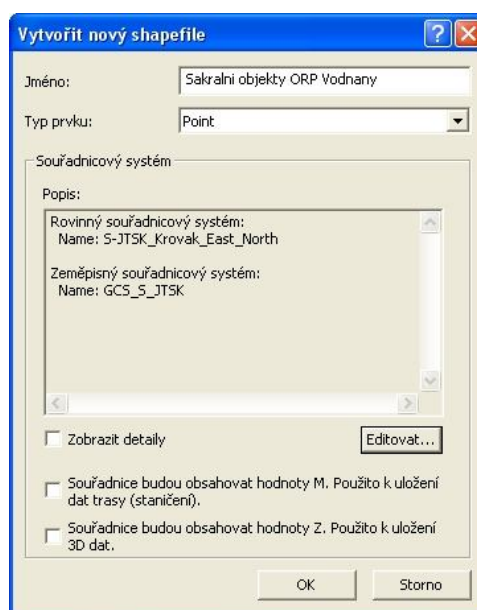 Vytvořit nový shapefile
Jméno:
Sakralni objekty ORP Vodnany
Typ prvku:
Point
Souřadnicový systém
Popis:
Rovinný souřadnicový systém:
Name: S-JTSK_Krovak_East_North
Zeměpisný souřadnicový systém:
Name: GCS_S_JTSK
Zobrazit detaily
Editovat...
Souřadnice budou obsahovat hodnoty M. Použito k uložení
dat trasy (staničení).
Souřadnice budou obsahovat hodnoty Z. Použito k uložení
3D dat.
OK
Storno